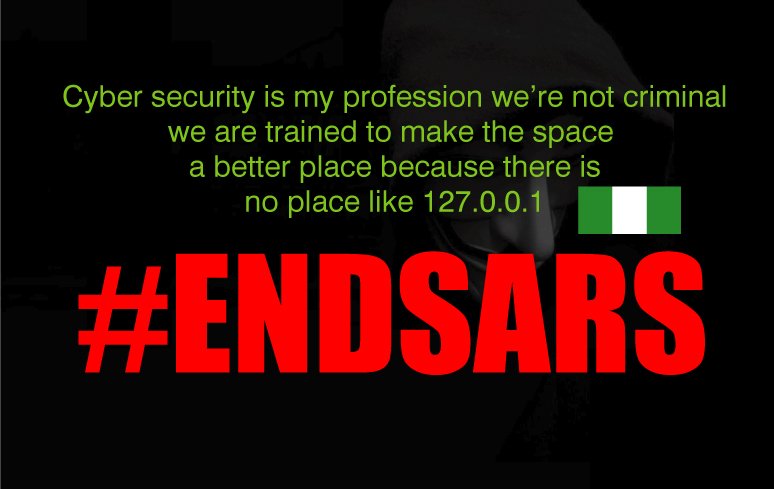 Cyber security is my profession we’re not criminal
we are trained to make the space
a better place because there is
no place like 127.0.0.1
#ENDSARS